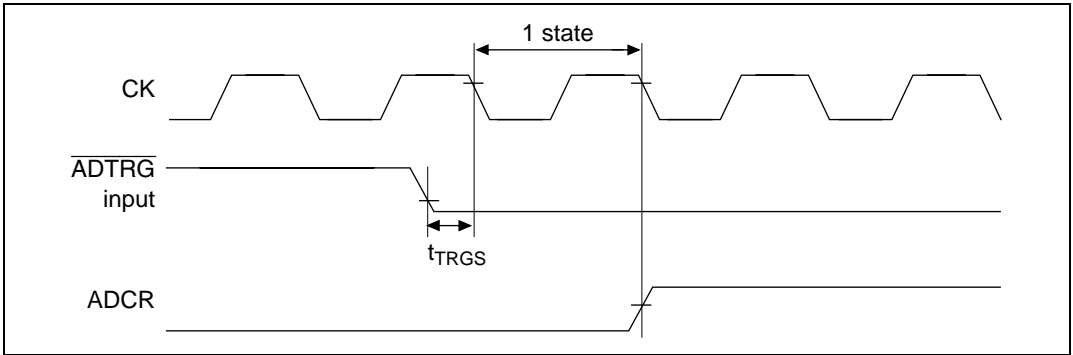 1 state
CK
ADTRG
input
tTRGS
ADCR